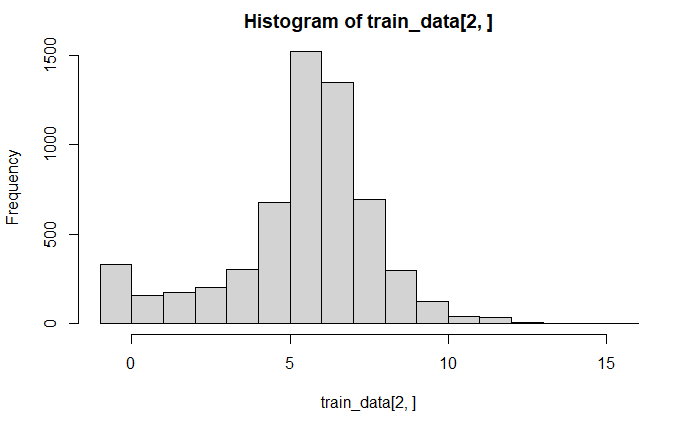 Histogram of train_data[2, ]
Frequency
1500
1000
500
0
0 5 10 15
train_data[2, ]